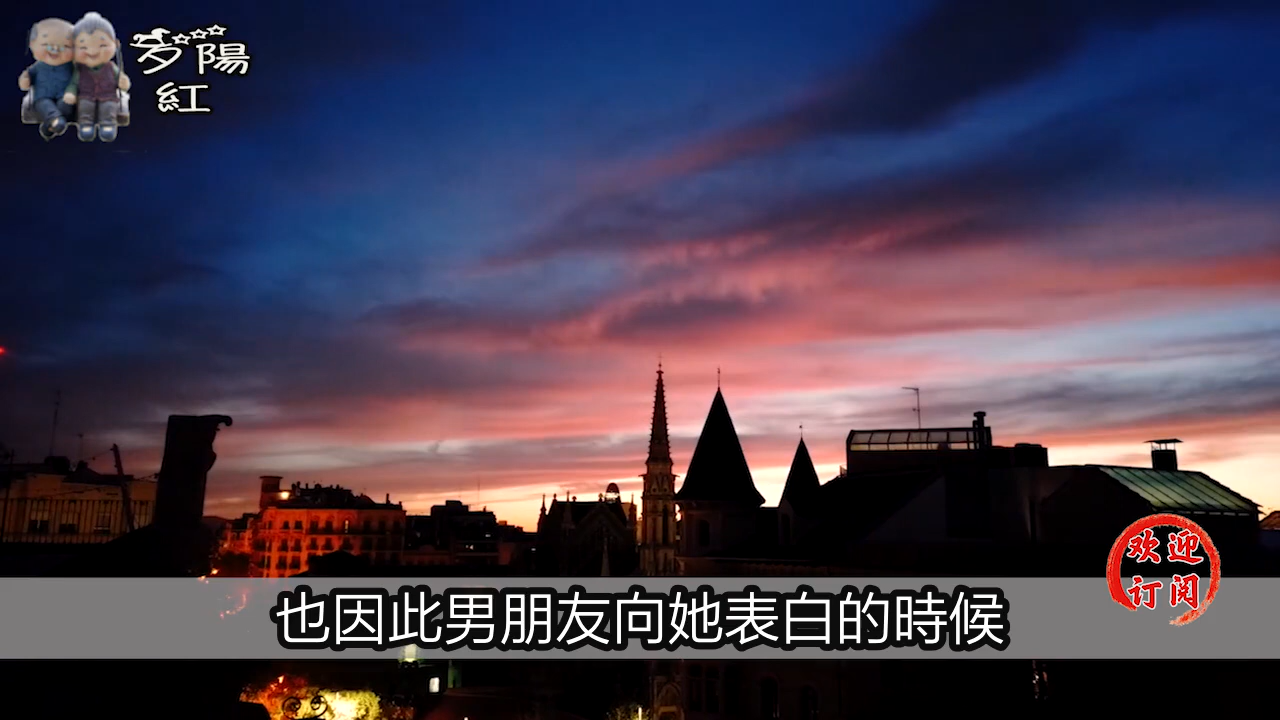 夕陽
紅
欢迎
订阅
也因此男朋友向她表白的時候